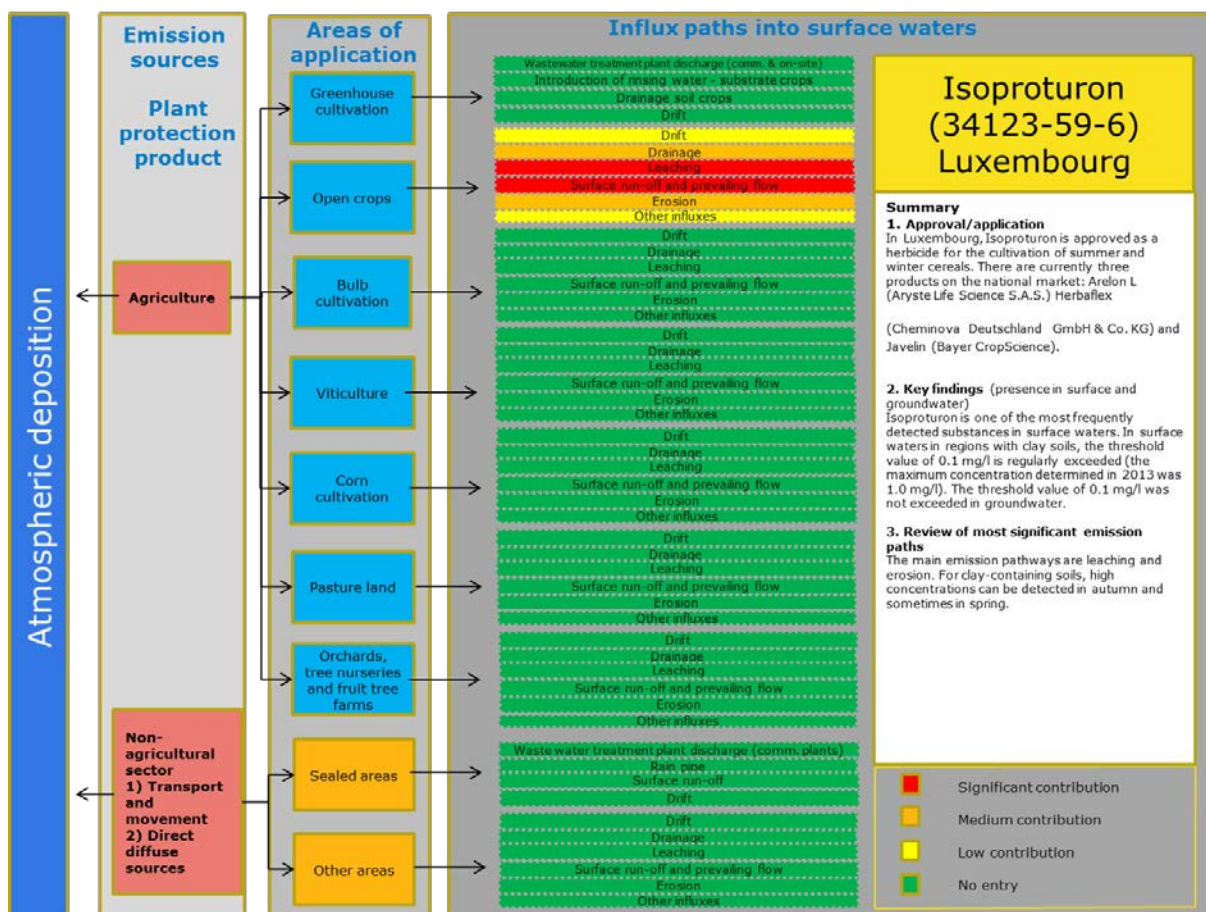 Atmospheric deposition
Emission
sources
Plant
protection
product
Agriculture
Non-
agricultural
sector
1) Transport
and
movement
2) Direct
diffuse
sources
Areas of
application
Greenhouse
cultivation
Open crops
Bulb
cultivation
Viticulture
Corn
cultivation
Pasture land
Orchards,
tree nurseries
and fruit tree
farms
Sealed areas
Other areas
Influx paths into surface waters
Wastewater treatment plant discharge (comm. & on-site)
Introduction of rinsing water - substrate crops
Drainage soil crops
Drift
Drift
Drainage
Leaching
Surface run-off and prevailing flow
Erosion
Other influxes
Drift
Drainage
Leaching
Surface run-off and prevailing flow
Erosion
Other influxes
Drift
Drainage
Leaching
Surface run-off and prevailing flow
Erosion
Other influxes
Drift
Drainage
Leaching
Surface run-off and prevailing flow
Erosion
Other influxes
Drift
Drainage
Leaching
Surface run-off and prevailing flow
Erosion
Other influxes
Drift
Drainage
Leaching
Surface run-off and prevailing flow
Erosion
Other influxes
Waste water treatment plant discharge (comm. plants)
Rain pipe
Surface run-off
Drift
Drift
Drainage
Leaching
Surface run-off and prevailing flow
Erosion
Other influxes
Isoproturon
(34123-59-6)
Luxembourg
Summary
1. Approval/application
In Luxembourg, Isoproturon is approved as a
herbicide for the cultivation of summer and
winter cereals. There are currently three
products on the national market: Arelon L
(Aryste Life Science S.A.S.) Herbaflex
(Cheminova Deutschland GmbH & Co. KG) and
Javelin (Bayer CropScience).
2. Key findings (presence in surface and
groundwater)
Isoproturon is one of the most frequently
detected substances in surface waters. In surface
waters in regions with clay soils, the threshold
value of 0.1 mg/l is regularly exceeded (the
maximum concentration determined in 2013 was
1.0 mg/l). The threshold value of 0.1 mg/l was
not exceeded in groundwater.
3. Review of most significant emission
paths
The main emission pathways are leaching and
erosion. For clay-containing soils, high
concentrations can be detected in autumn and
sometimes in spring.
Significant contribution
Medium contribution
Low contribution
No entry